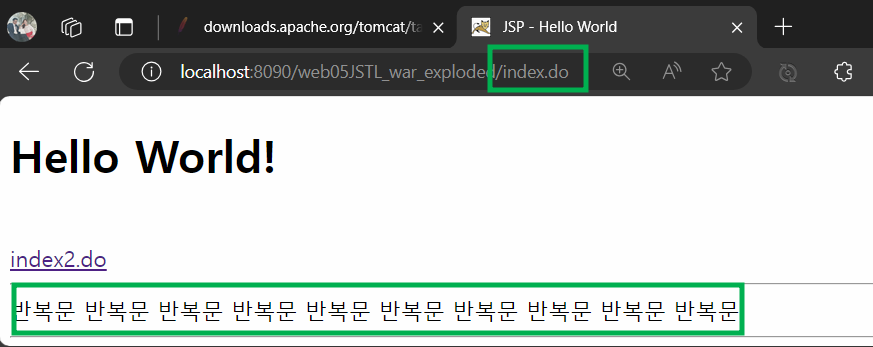 downloads.apache.org/tomcat/ta
JSP - Hello World
localhost:8090/web05JSTL_war_exploded/index.do
Hello World!
index2.do
반복문 반복문 반복문 반복문 반복문 반복문 반복문 반복문 반복문 반복문